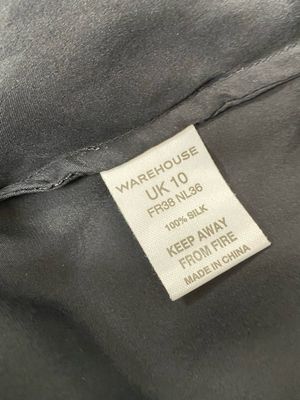 WAREHOUSE
UK 10
FR38 NL36
100% SILK
KEEP AWAY
FROM FIRE
MADE IN CHINA